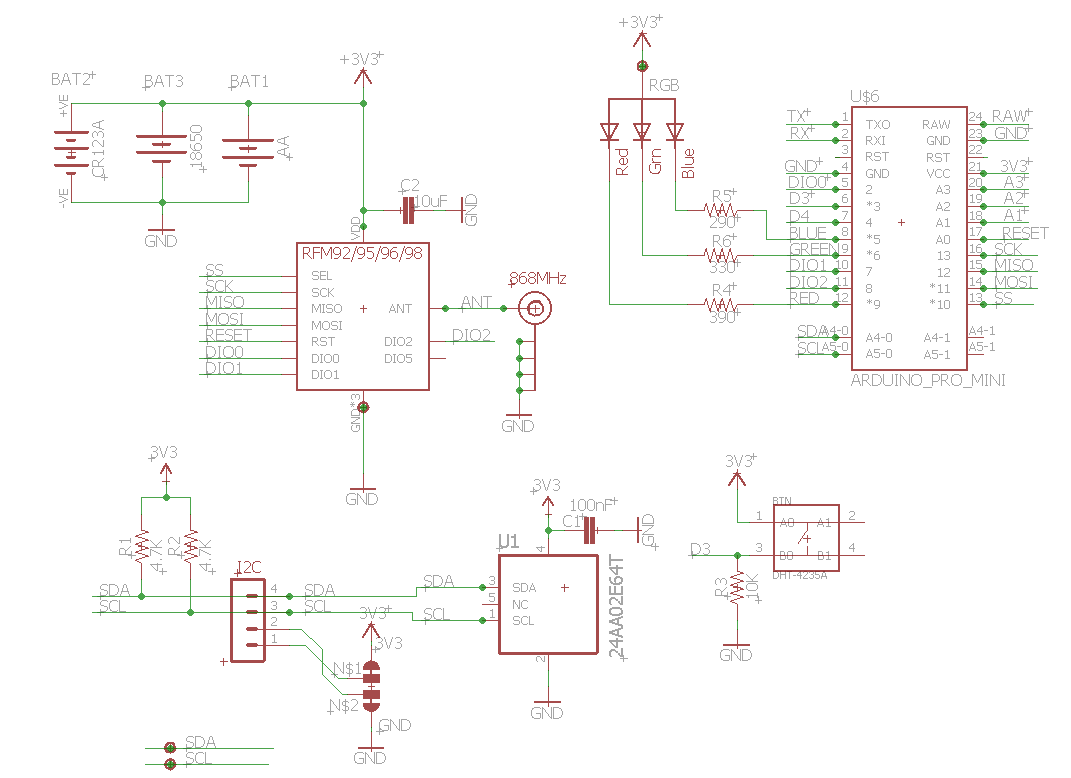 +3V3
BAT2
BAT3
BAT1
+VE
-VE
CR123A
18650
AA
GND
C2
10uF
GND
VDD
RFM92/95/96/98
SS
SCK
MISO
MOSI
RESET
DIO0
DIO1
SEL
SCK
MISO
MOSI
RST
DIO0
DIO1
ANT
DIO2
DIO5
ANT
DIO2
868MHz
GND
GND*3
GND
+3V3
RGB
Red
Grn
Blue
R5
290
R6
330
R4
390
U$6
TX
RX
GND
DIO0
D3
D4
BLUE
GREEN
DIO1
DIO2
RED
SDA
SCL
1
2
3
4
5
6
7
8
9
10
11
12
A4-0
A5-0
TXO
RXI
RST
GND
2
*3
4
*5
*6
7
8
*9
A4-0
A5-0
RAW
GND
RST
VCC
A3
A2
A1
A0
13
12
*11
*10
A4-1
A5-1
24
23
22
21
20
19
18
17
16
15
14
13
A4-1
A5-1
RAW
GND
3V3
A3
A2
A1
RESET
SCK
MISO
MOSI
SS
ARDUINO_PRO_MINI
3V3
R1
4.7K
R2
4.7K
SDA
SCL
I2C
4
3
2
1
SDA
SCL
SDA
SCL
3V3
3V3
N$1
N$2
GND
GND
3V3
100nF
C1
GND
U1
4
3
5
1
2
SDA
NC
SCL
24AA02E64T
GND
3V3
BTN
1
2
3
4
A0
A1
B0
B1
DHT-4235A
D3
R3
10K
GND
SDA
SCL